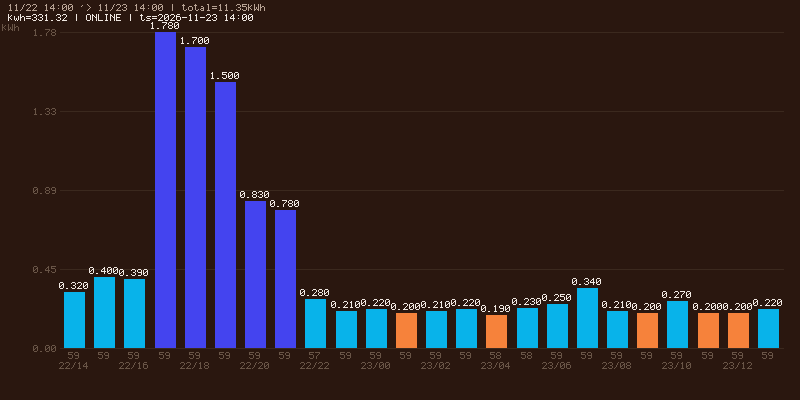 11/22 14:00 -> 11/23 14:00 | total=11.35kWh
Kwh=331.32 | ONLINE | ts=2026-11-23 14:00
kWh
1.78
1.33
0.89
0.45
0.00
0.320 0.400 0.390 1.780 1.700 1.500 0.830 0.780 0.280 0.210 0.220 0.200 0.210 0.220 0.190 0.230 0.250 0.340 0.210 0.200 0.270 0.200 0.200 0.220
59 59 59 59 59 59 59 59 57 59 59 59 59 59 58 58 59 59 59 59 59 59 59 59
22/14 22/16 22/18 22/20 22/22 23/00 23/02 23/04 23/06 23/08 23/10 23/12